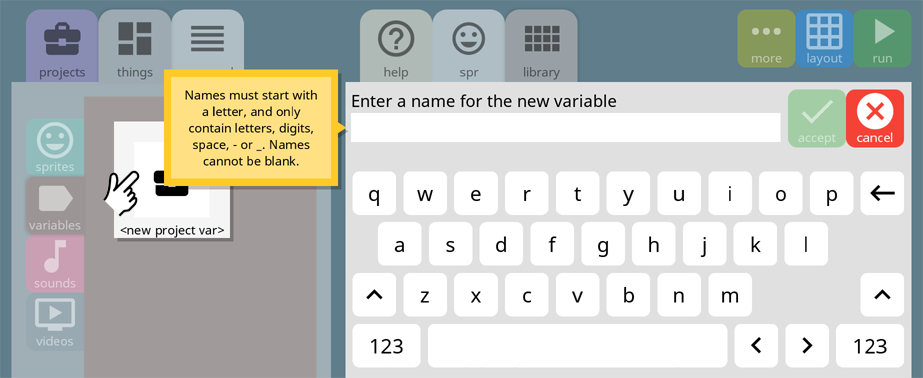 projects
things
help
spr
library
more
layout
run
Names must start with
a letter, and only
contain letters, digits,
space, - or _. Names
cannot be blank.
Enter a name for the new variable
accept
cancel
sprites
variables
sounds
videos
<new project var>
q w e r t y u i o p
a s d f g h j k l
z x c v b n m
123
123